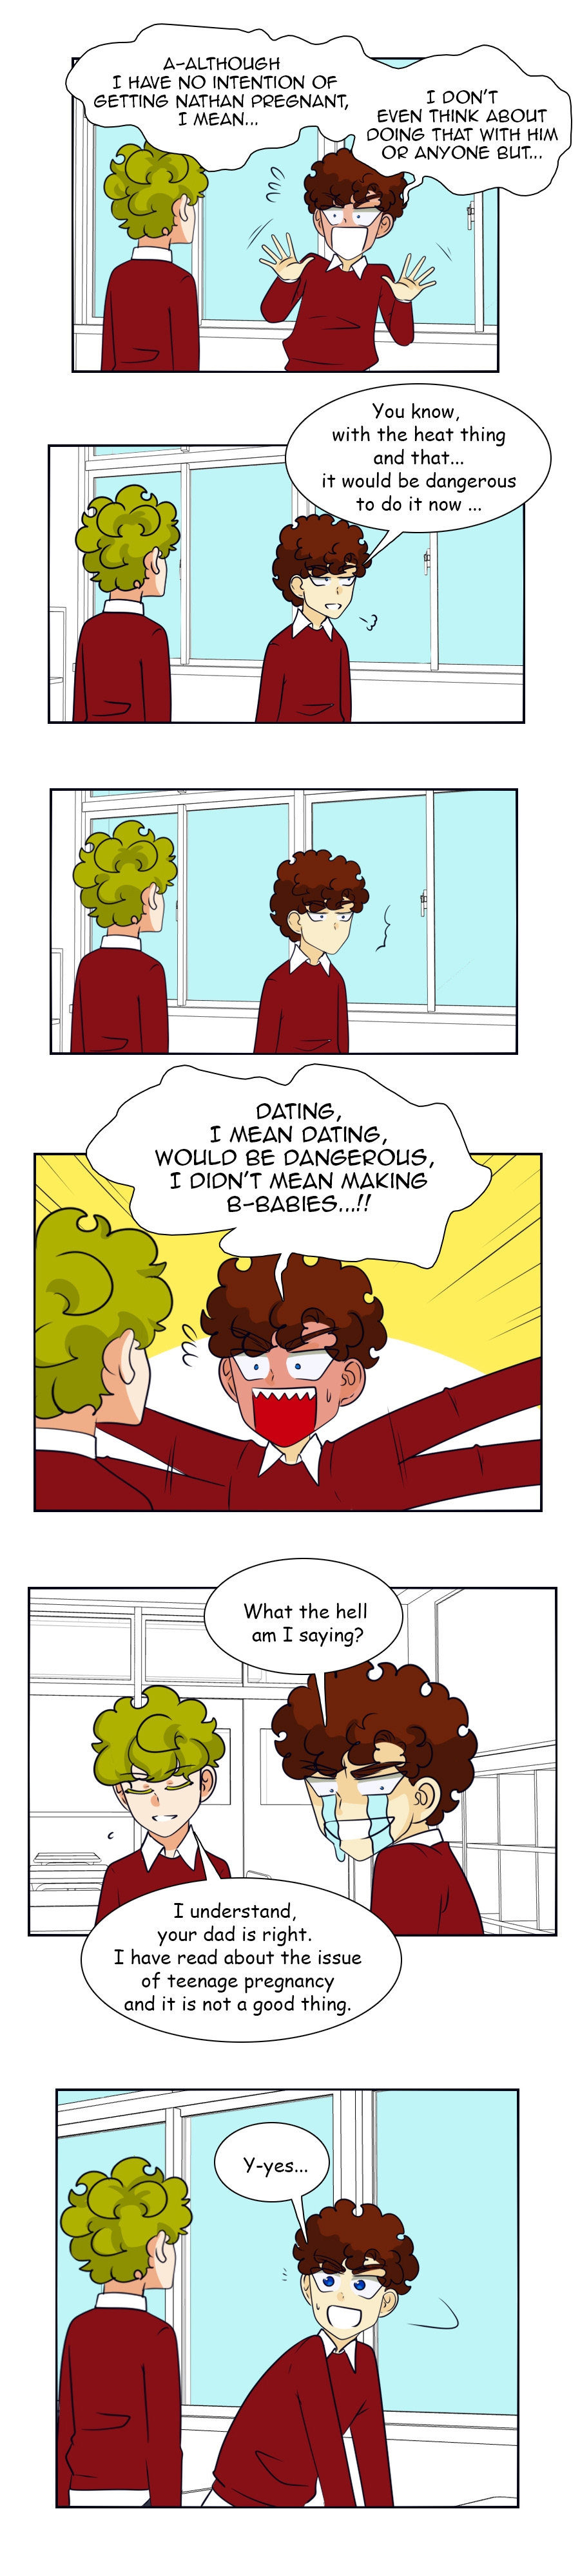 A-ALTHOUGH
I HAVE NO INTENTION OF
GETTING NATHAN PREGNANT,
I MEAN...
I DON'T
EVEN THINK ABOUT
DOING THAT WITH HIM
OR ANYONE BUT...
You know,
with the heat thing
and that...
it would be dangerous
to do it now ...
DATING,
I MEAN DATING,
WOULD BE DANGEROUS,
I DIDN'T MEAN MAKING
B-BABIES...!!
What the hell
am I saying?
I understand,
your dad is right.
I have read about the issue
of teenage pregnancy
and it is not a good thing.
Y-yes...